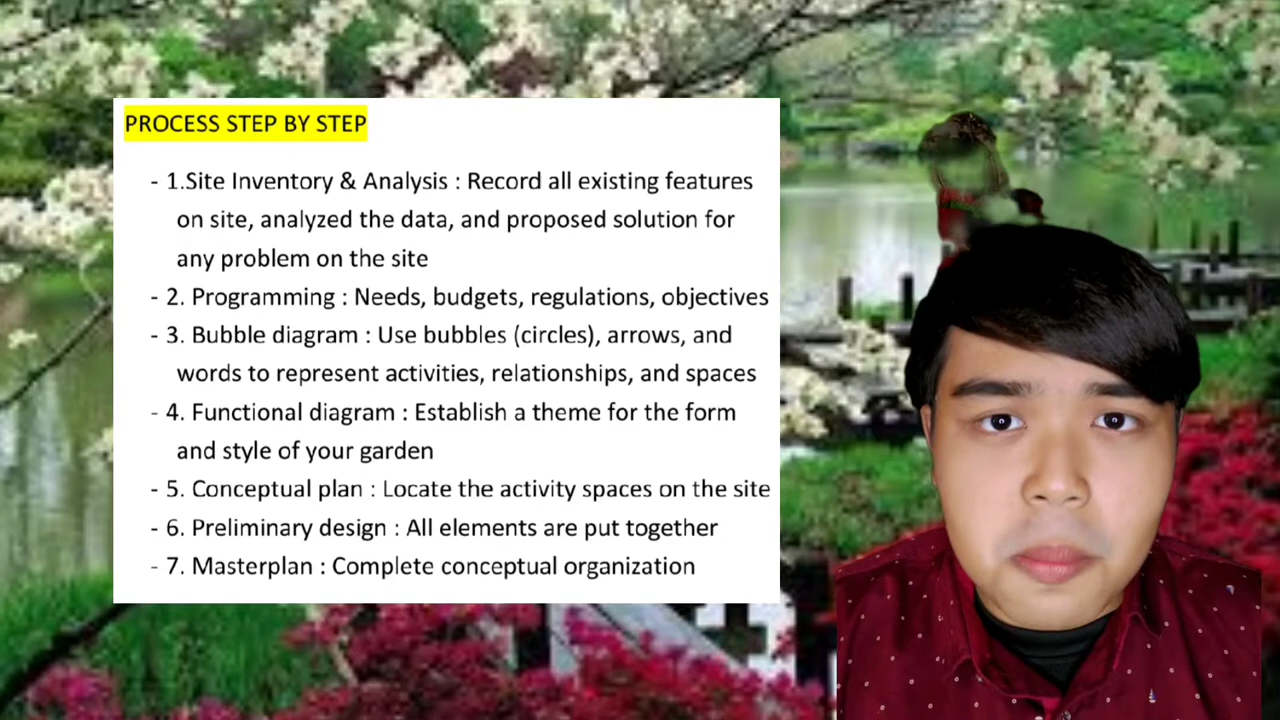 PROCESS STEP BY STEP
- 1.Site Inventory & Analysis : Record all existing features
on site, analyzed the data, and proposed solution for
any problem on the site
- 2. Programming : Needs, budgets, regulations, objectives
- 3. Bubble diagram : Use bubbles (circles), arrows, and
words to represent activities, relationships, and spaces
- 4. Functional diagram : Establish a theme for the form
and style of your garden
- 5. Conceptual plan : Locate the activity spaces on the site
- 6. Preliminary design : All elements are put together
- 7. Masterplan : Complete conceptual organization